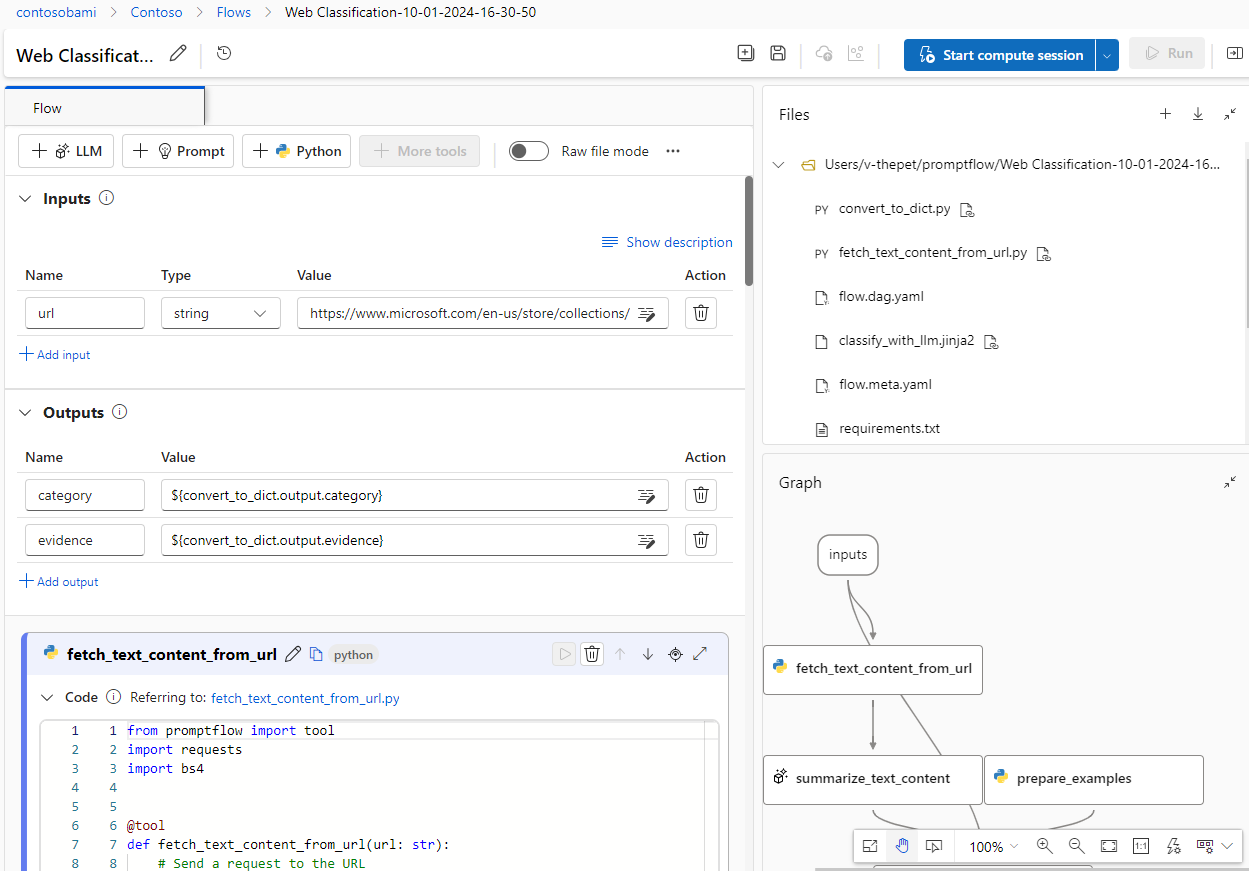 contosobami > Contoso > Flows > Web Classification-10-01-2024-16-30-50
Web Classificat...
Start compute session
Run
Flow
LLM
Prompt
Python
More tools
Raw file mode
Inputs
Show description
Name Type Value Action
url string https://www.microsoft.com/en-us/store/collections/
Add input
Outputs
Name Value Action
category ${convert_to_dict.output.category}
evidence ${convert_to_dict.output.evidence}
Add output
fetch_text_content_from_url python
Code Referring to: fetch_text_content_from_url.py
1 1 from promptflow import tool
2 2 import requests
3 3 import bs4
4 4
5 5
6 6 @tool
7 7 def fetch_text_content_from_url(url: str):
8 8 # Send a request to the URL
Files
Users/v-thepet/promptflow/Web Classification-10-01-2024-16...
PY convert_to_dict.py
PY fetch_text_content_from_url.py
flow.dag.yaml
classify_with_llm.jinja2
flow.meta.yaml
requirements.txt
Graph
inputs
fetch_text_content_from_url
summarize_text_content
prepare_examples
100%
1:1